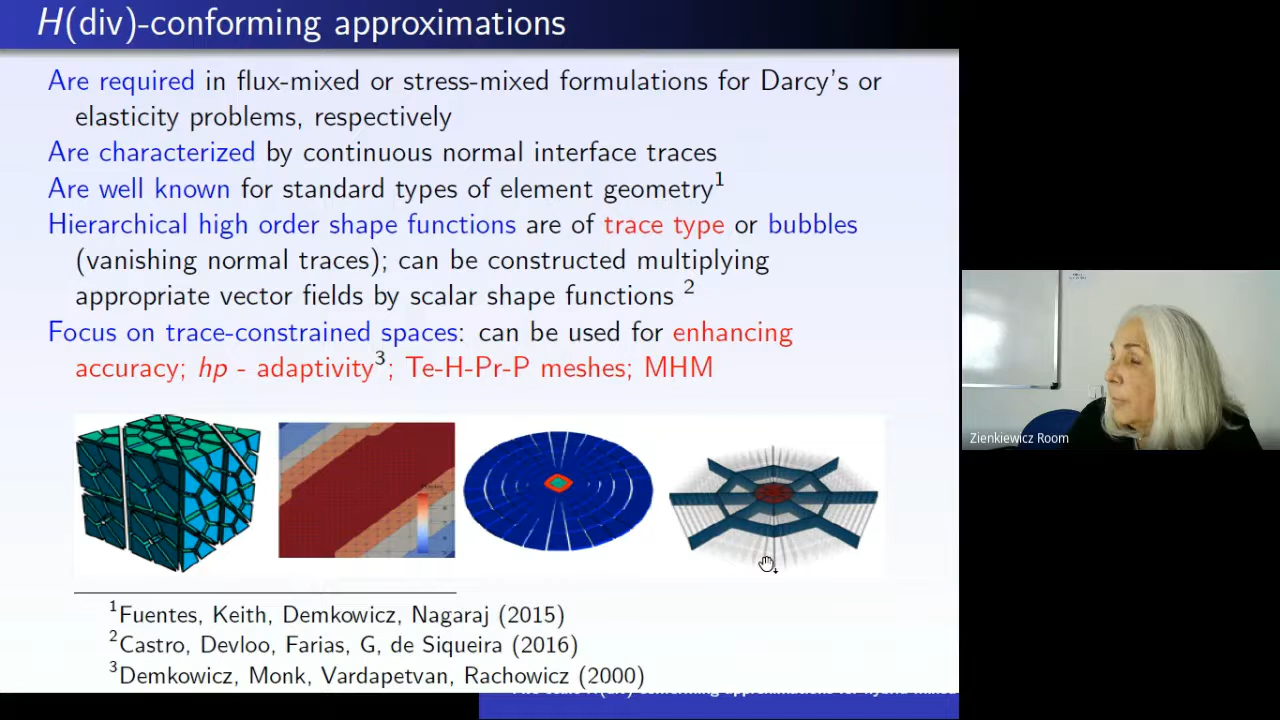 H(div)-conforming approximations
Are required in flux-mixed or stress-mixed formulations for Darcy's or
elasticity problems, respectively
Are characterized by continuous normal interface traces
Are well known for standard types of element geometry¹
Hierarchical high order shape functions are of trace type or bubbles
(vanishing normal traces); can be constructed multiplying
appropriate vector fields by scalar shape functions ²
Focus on trace-constrained spaces: can be used for enhancing
accuracy; hp - adaptivity³; Te-H-Pr-P meshes; MHM
¹Fuentes, Keith, Demkowicz, Nagaraj (2015)
²Castro, Devloo, Farias, G, de Siqueira (2016)
³Demkowicz, Monk, Vardapetvan, Rachowicz (2000)
Zienkiewicz Room